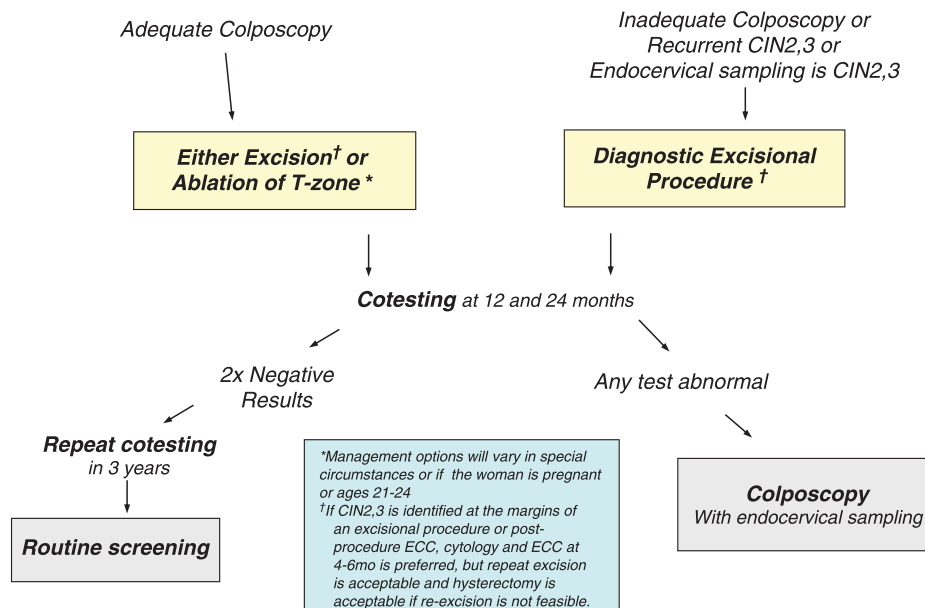 Adequate Colposcopy
Inadequate Colposcopy or
Recurrent CIN2,3 or
Endocervical sampling is CIN2,3
Either Excision† or
Ablation of T-zone *
Diagnostic Excisional
Procedure †
Cotesting at 12 and 24 months
2x Negative
Results
Any test abnormal
Repeat cotesting
in 3 years
Routine screening
*Management options will vary in special
circumstances or if the woman is pregnant
or ages 21-24
†If CIN2,3 is identified at the margins of
an excisional procedure or post-
procedure ECC, cytology and ECC at
4-6mo is preferred, but repeat excision
is acceptable and hysterectomy is
acceptable if re-excision is not feasible.
Colposcopy
With endocervical sampling